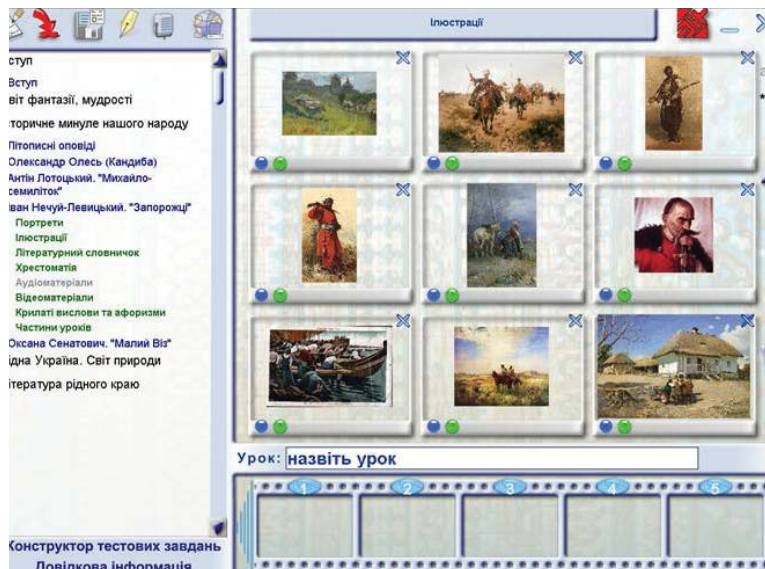 Ілюстрації
ступ
Вступ
віт фантазії, мудрості
торичне минуле нашого народу
Літописні оповіді
Олександр Олесь (Кандиба)
Антін Лотоцький. "Михайло-
семиліток"
Іван Нечуй-Левицький. "Запорожці"
Портрети
Ілюстрації
Літературний словничок
Хрестоматія
Аудіоматеріали
Відеоматеріали
Крилаті вислови та афоризми
Частини уроків
Оксана Сенатович. "Малий Віз"
ідна Україна. Світ природи
ітература рідного краю
Конструктор тестових завдань
Довідкова інформація
Урок: назвіть урок
1 2 3 4 5